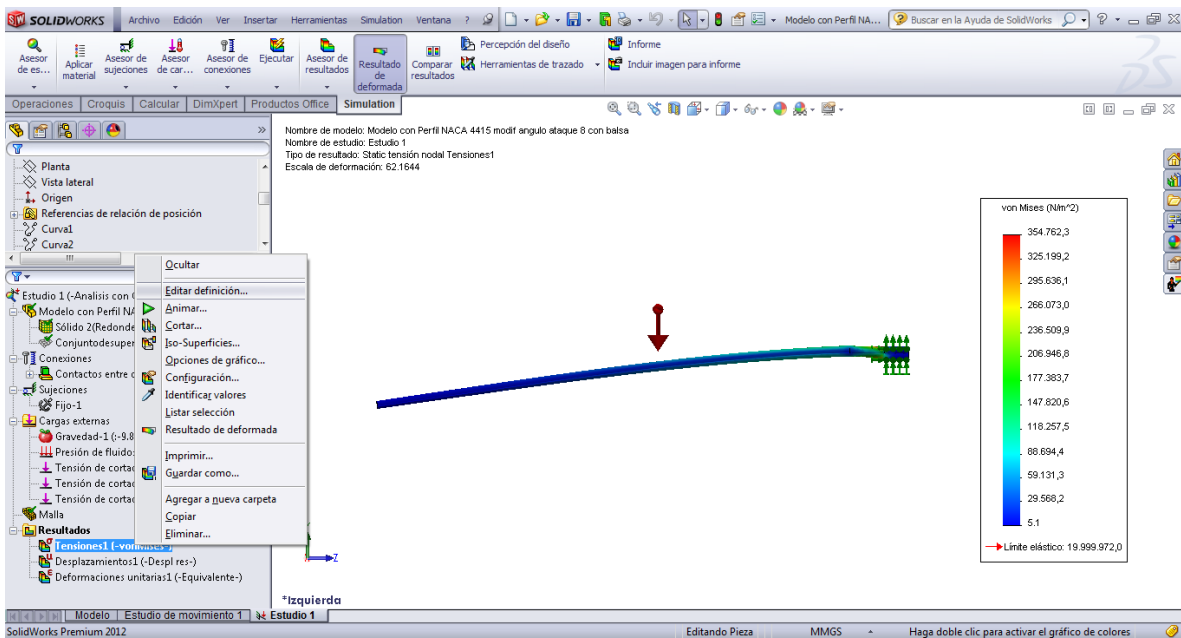 SOLIDWORKS Archivo Edición Ver Insertar Herramientas Simulation Ventana ? Modelo con Perfil NA... Buscar en la Ayuda de SolidWorks
Asesor de es...
Aplicar material
Asesor de sujeciones
Asesor de car...
Asesor de conexiones
Ejecutar
Asesor de resultados
Resultado de deformada
Comparar resultados
Percepción del diseño
Herramientas de trazado
Informe
Incluir imagen para informe
Operaciones Croquis Calcular DimXpert Productos Office Simulation
Planta
Vista lateral
Origen
Referencias de relación de posición
Curva1
Curva2
Estudio 1 (-Analisis con
Modelo con Perfil NA
Sólido 2(Redonde
Conjuntodesuper
Conexiones
Contactos entre c
Sujeciones
Fijo-1
Cargas externas
Gravedad-1 (:-9.8
Presión de fluido:
Tensión de cortac
Tensión de cortac
Tensión de cortac
Malla
Resultados
Tensiones1 (-vonMises-)
Desplazamientos1 (-Despl res-)
Deformaciones unitarias1 (-Equivalente-)
Ocultar
Editar definición...
Animar...
Cortar...
Iso-Superficies...
Opciones de gráfico...
Configuración...
Identificar valores
Listar selección
Resultado de deformada
Imprimir...
Guardar como...
Agregar a nueva carpeta
Copiar
Eliminar...
Nombre de modelo: Modelo con Perfil NACA 4415 modif angulo ataque 8 con balsa
Nombre de estudio: Estudio 1
Tipo de resultado: Static tensión nodal Tensiones1
Escala de deformación: 62.1644
von Mises (N/m^2)
354.762,3
325.199,2
295.636,1
266.073,0
236.509,9
206.946,8
177.383,7
147.820,6
118.257,5
88.694,4
59.131,3
29.568,2
5.1
Límite elástico: 19.999.972,0
Z
*Izquierda
Modelo Estudio de movimiento 1 Estudio 1
SolidWorks Premium 2012 Editando Pieza MMGS Haga doble clic para activar el gráfico de colores